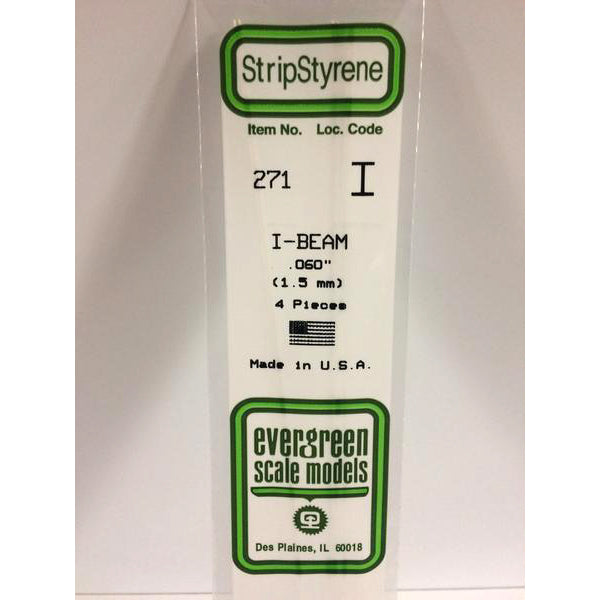 StripStyrene
Item No. Loc. Code
271 I
I-BEAM
.060"
(1.5 mm)
4 Pieces
Made in U.S.A.
evergreen
scale models
Des Plaines, IL 60018